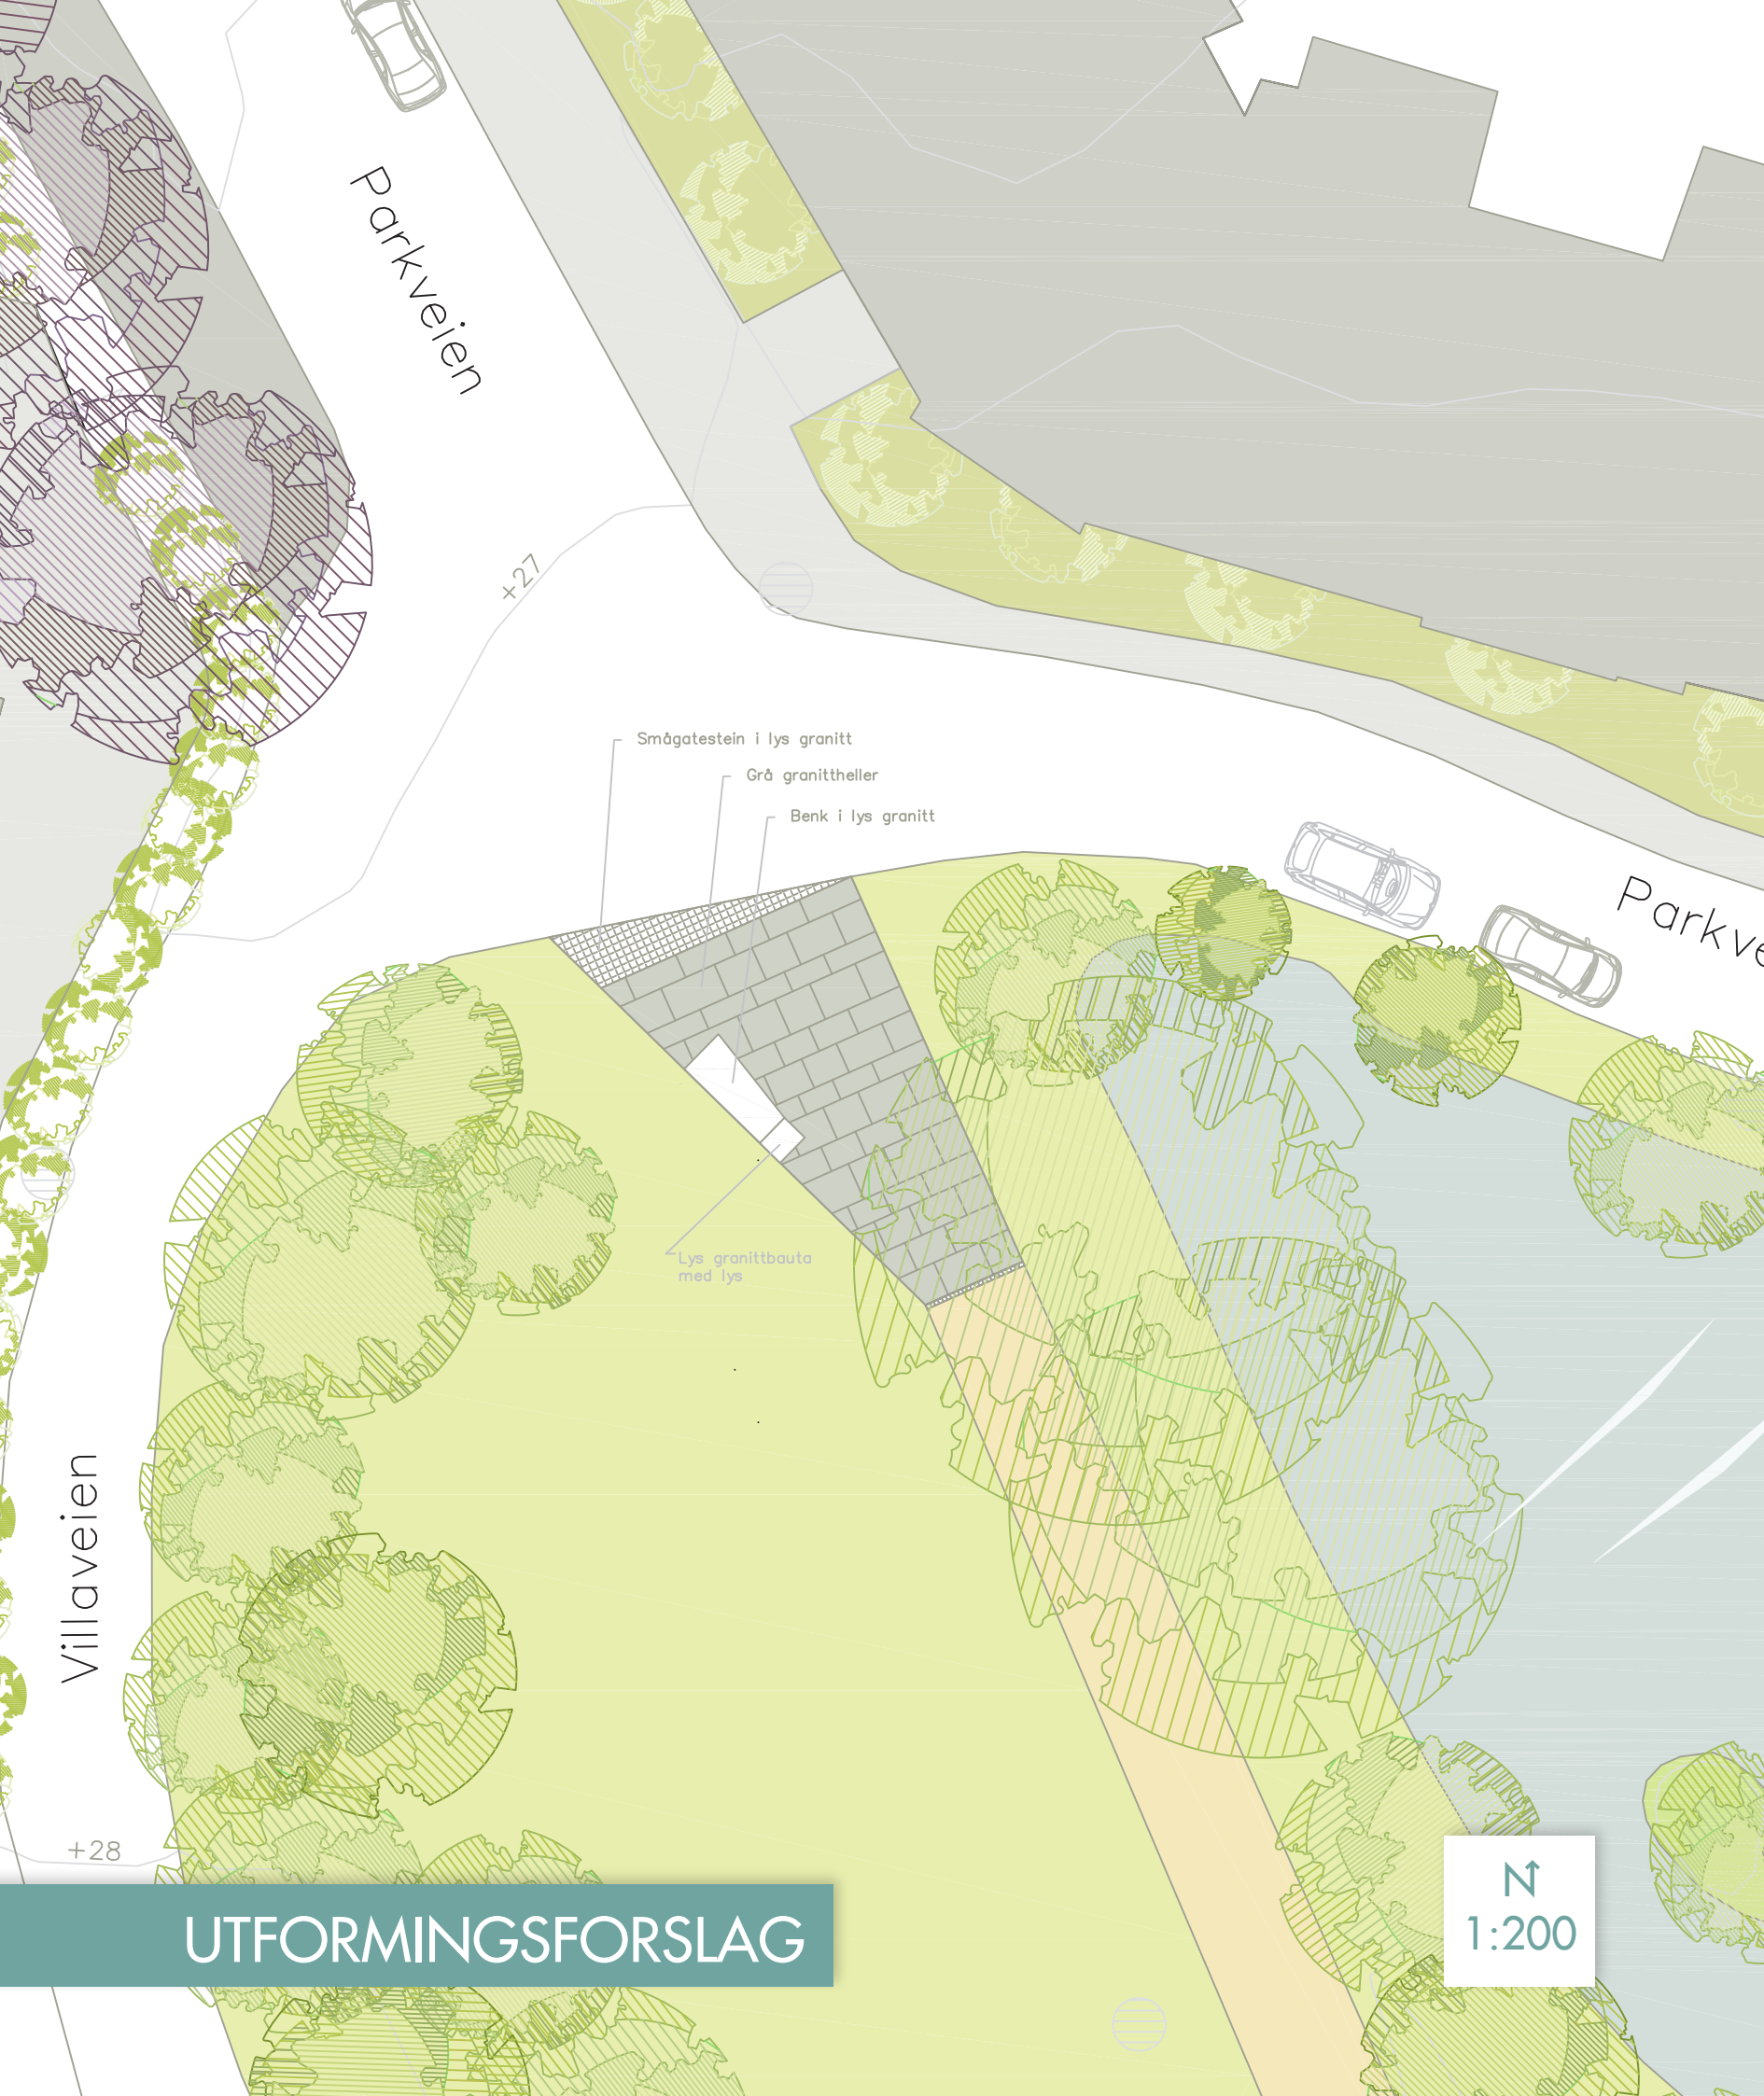 Parkveien
+27
Smågatestein i lys granitt
Grå granittheller
Benk i lys granitt
Lys granittbauta
med lys
Villaveien
+28
UTFORMINGSFORSLAG
N
1:200